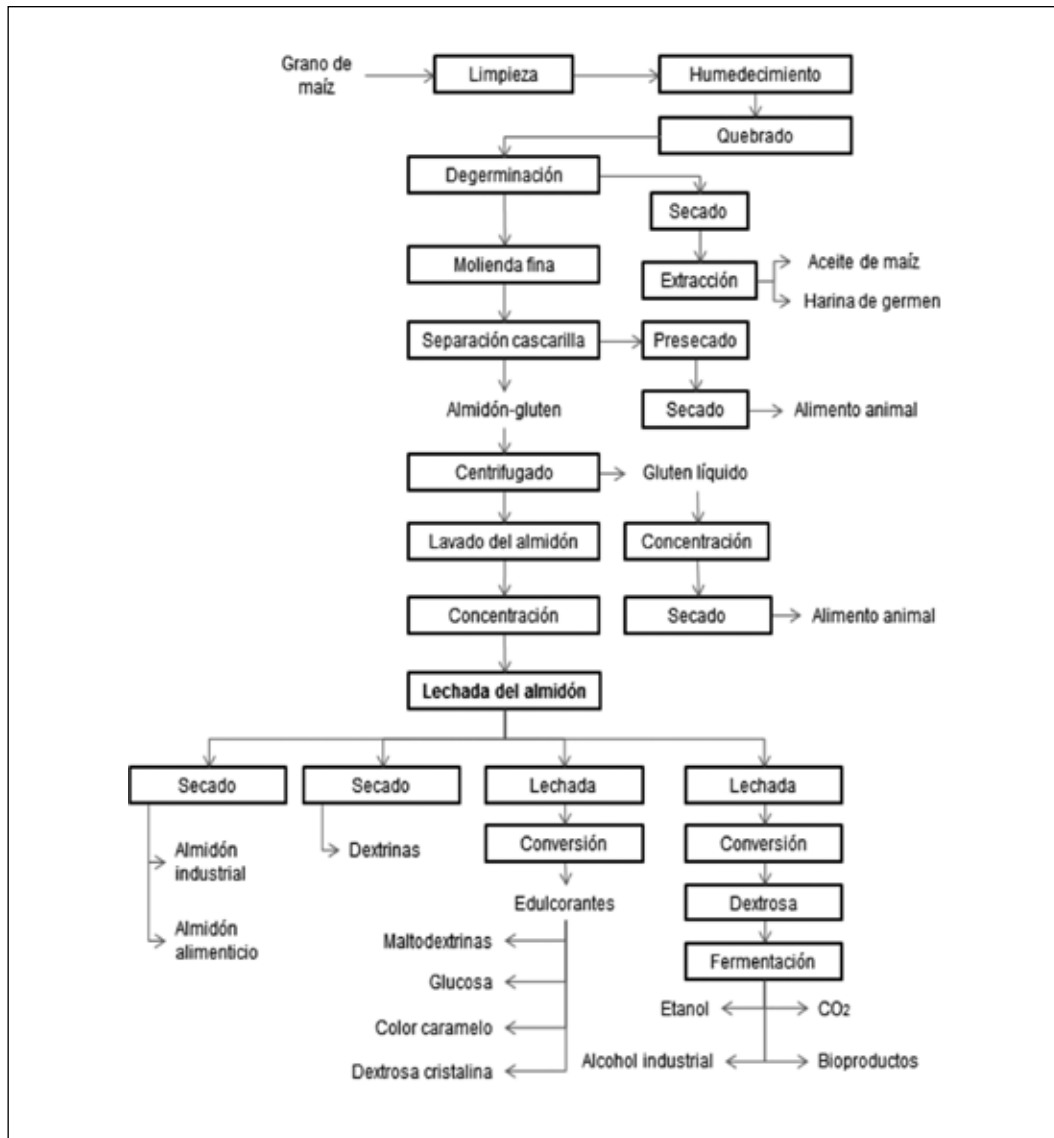 Grano de
maíz
Limpieza
Humedecimiento
Quebrado
Degerminación
Secado
Molienda fina
Extracción
Aceite de maíz
Harina de germen
Separación cascarilla
Presecado
Almidón-gluten
Secado
Alimento animal
Centrifugado
Gluten líquido
Lavado del almidón
Concentración
Concentración
Secado
Alimento animal
Lechada del almidón
Secado
Secado
Lechada
Lechada
Almidón
industrial
Dextrinas
Conversión
Conversión
Almidón
alimenticio
Edulcorantes
Dextrosa
Maltodextrinas
Fermentación
Glucosa
Etanol
CO2
Color caramelo
Alcohol industrial
Bioproductos
Dextrosa cristalina